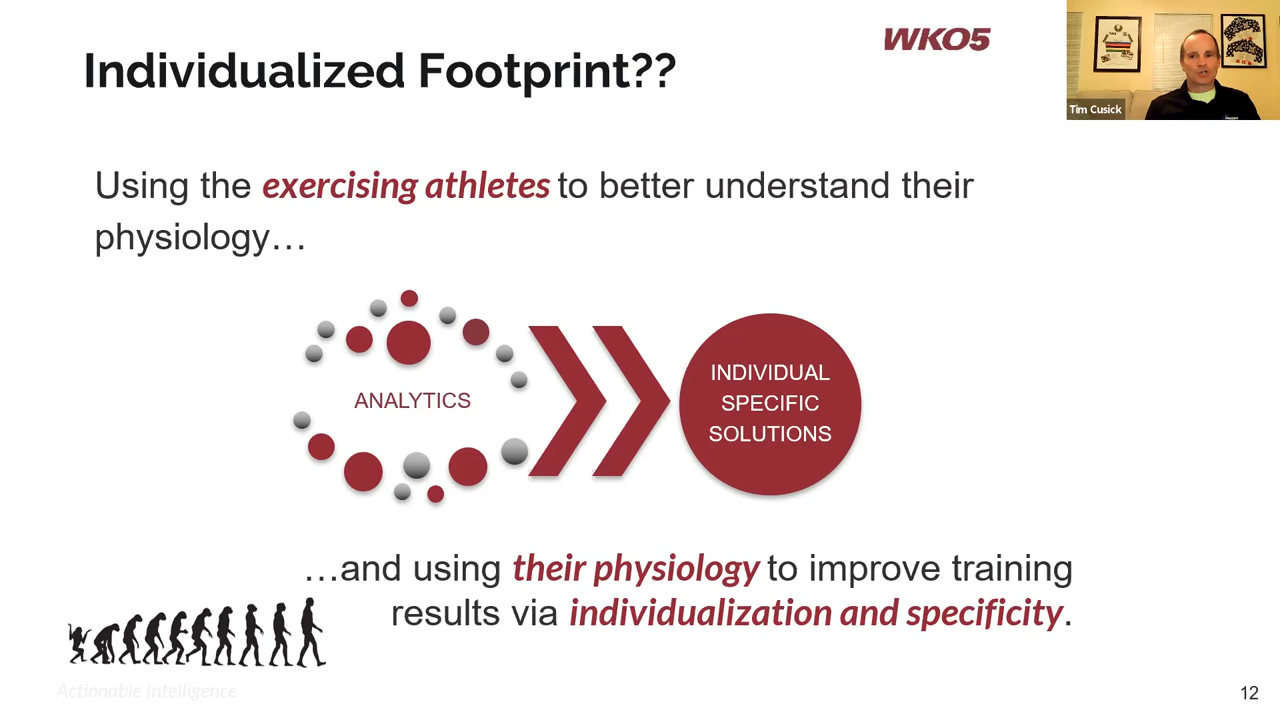 WKO5
Individualized Footprint??
Tim Cusick
Using the exercising athletes to better understand their
physiology…
ANALYTICS
INDIVIDUAL
SPECIFIC
SOLUTIONS
…and using their physiology to improve training
results via individualization and specificity.
Actionable Intelligence
12